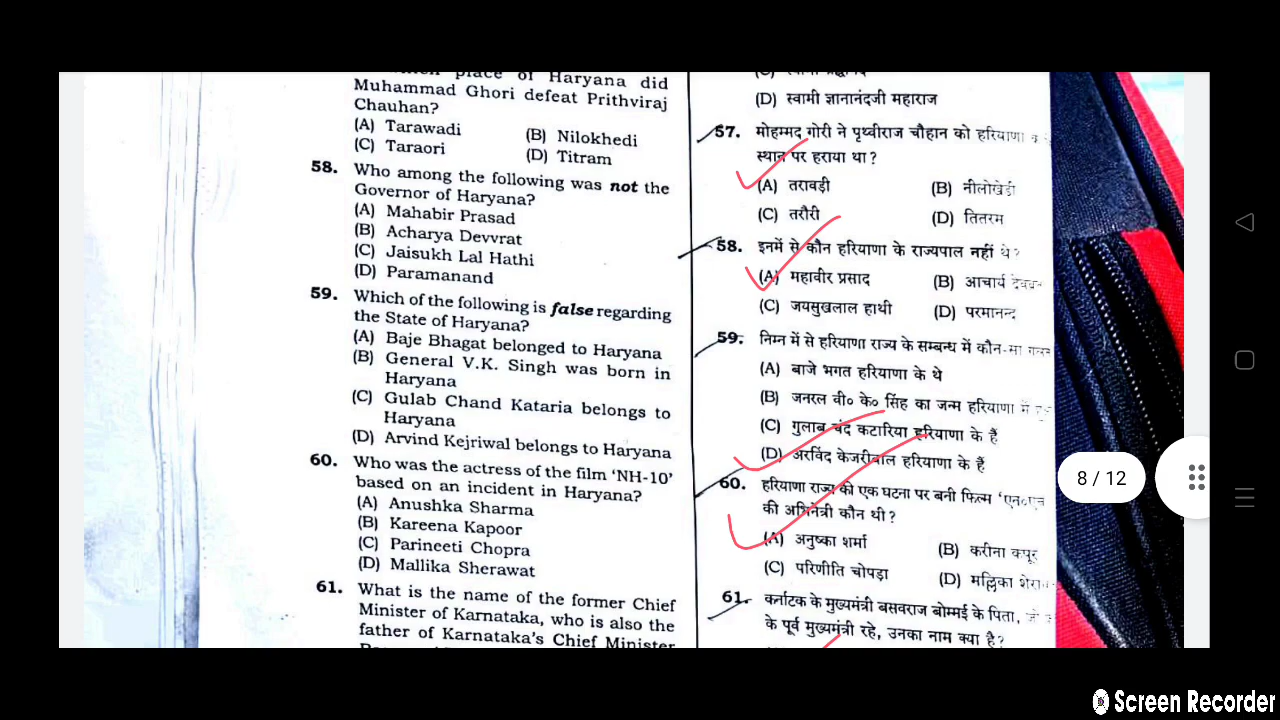 place of Haryana did
Muhammad Ghori defeat Prithviraj
Chauhan?
(A) Tarawadi
(B) Nilokhedi
(C) Taraori
(D) Titram
58. Who among the following was not the
Governor of Haryana?
(A) Mahabir Prasad
(B) Acharya Devvrat
(C) Jaisukh Lal Hathi
(D) Paramanand
59. Which of the following is false regarding
the State of Haryana?
(A) Baje Bhagat belonged to Haryana
(B) General V.K. Singh was born in
Haryana
(C) Gulab Chand Kataria belongs to
Haryana
(D) Arvind Kejriwal belongs to Haryana
60. Who was the actress of the film 'NH-10'
based on an incident in Haryana?
(A) Anushka Sharma
(B) Kareena Kapoor
(C) Parineeti Chopra
(D) Mallika Sherawat
61. What is the name of the former Chief
Minister of Karnataka, who is also the
father of Karnataka's Chief Minister
(D) स्वामी ज्ञानानंदजी महाराज
57. मोहम्मद गोरी ने पृथ्वीराज चौहान को हरियाणा
स्थान पर हराया था?
(A) तरावड़ी
(B) नीलोखेड़ी
(C) तरौरी
(D) तितरम
58. इनमें से कौन हरियाणा के राज्यपाल नहीं थे?
(A) महावीर प्रसाद
(B) आचार्य
(C) जयसुखलाल हाथी
(D) परमानन्द
59. निम्न में से हरियाणा राज्य के सम्बन्ध में कौन-सा
(A) बाजे भगत हरियाणा के थे
(B) जनरल वी० के० सिंह का जन्म हरियाणा में
(C) गुलाब चंद कटारिया हरियाणा के हैं
(D) अरविंद केजरीवाल हरियाणा के हैं
60. हरियाणा राज्य की एक घटना पर बनी फिल्म
की अभिनेत्री कौन थी?
(A) अनुष्का शर्मा
(B) करीना कपूर
(C) परिणीति चोपड़ा
(D) मल्लिका
61. कर्नाटक के मुख्यमंत्री बसवराज बोम्मई के पिता,
के पूर्व मुख्यमंत्री रहे, उनका नाम क्या है?
8 / 12
Screen Recorder